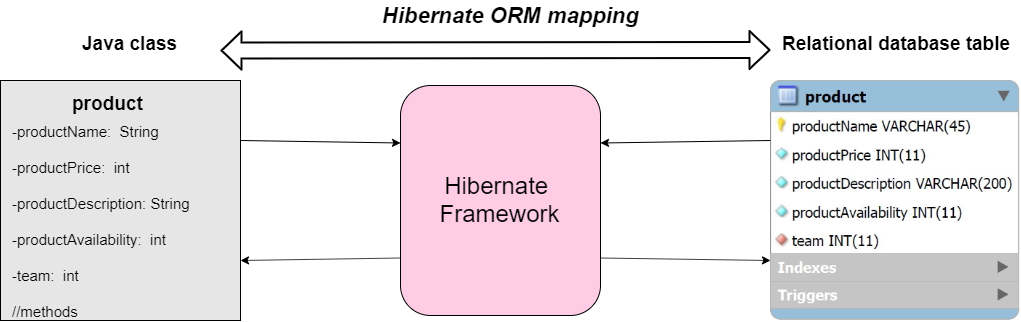 Hibernate ORM mapping
Java class
Relational database table
product
-productName:  String
-productPrice:  int
-productDescription: String
-productAvailability:  int
-team:  int
//methods
Hibernate
Framework
product
productName VARCHAR(45)
productPrice INT(11)
productDescription VARCHAR(200)
productAvailability INT(11)
team INT(11)
Indexes
Triggers